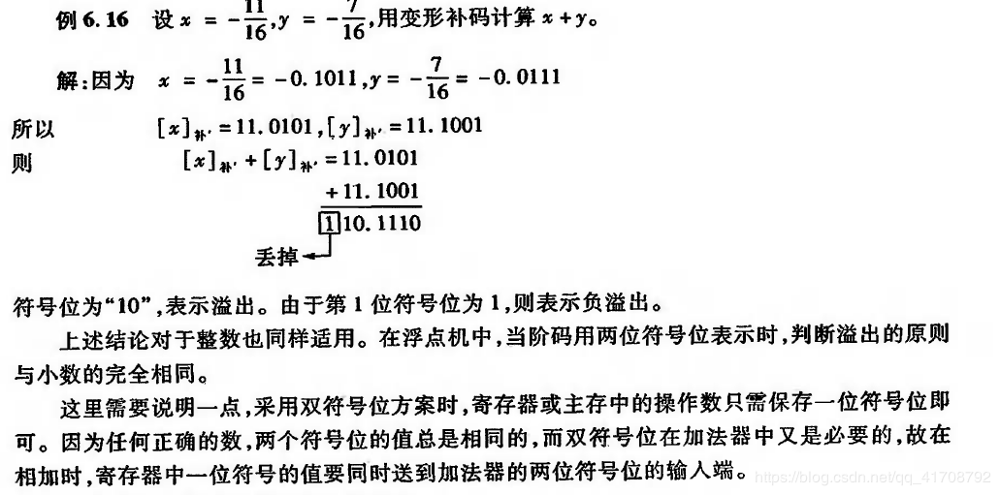 例6.16 设 x = -11/16, y = -7/16,用变形补码计算 x+y。
解:因为 x = -11/16 = -0.1011, y = -7/16 = -0.0111
所以 [x]补′ = 11.0101, [y]补′ = 11.1001
则 [x]补′ + [y]补′ = 11.0101
+ 11.1001
1 10.1110
丢掉
符号位为“10”,表示溢出。由于第1位符号位为1,则表示负溢出。
上述结论对于整数也同样适用。在浮点机中,当阶码用两位符号位表示时,判断溢出的原则
与小数的完全相同。
这里需要说明一点,采用双符号位方案时,寄存器或主存中的操作数只需保存一位符号位即
可。因为任何正确的数,两个符号位的值总是相同的,而双符号位在加法器中又是必要的,故在
相加时,寄存器中一位符号的值要同时送到加法器的两位符号位的输入端。
https://blog.csdn.net/qq_41708792